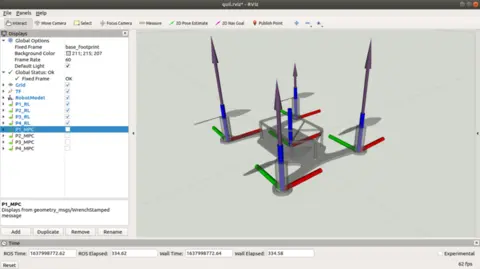 qcd.rviz* - RViz
File Panels Help
Interact Move Camera Select Focus Camera Measure 2D Pose Estimate 2D Nav Goal Publish Point
Displays
Global Options
Fixed Frame base_footprint
Background Color 211; 215; 207
Frame Rate 60
Default Light
Global Status: Ok
Fixed Frame OK
Grid
TF
RobotModel
P1_RL
P2_RL
P3_RL
P4_RL
P1_MPC
P2_MPC
P3_MPC
P4_MPC
P1_MPC
Displays from geometry_msgs/WrenchStamped
message
Add Duplicate Remove Rename
Time
ROS Time: 1637998772.62 ROS Elapsed: 334.62 Wall Time: 1637998772.64 Wall Elapsed: 334.58 Experimental
Reset 62 fps